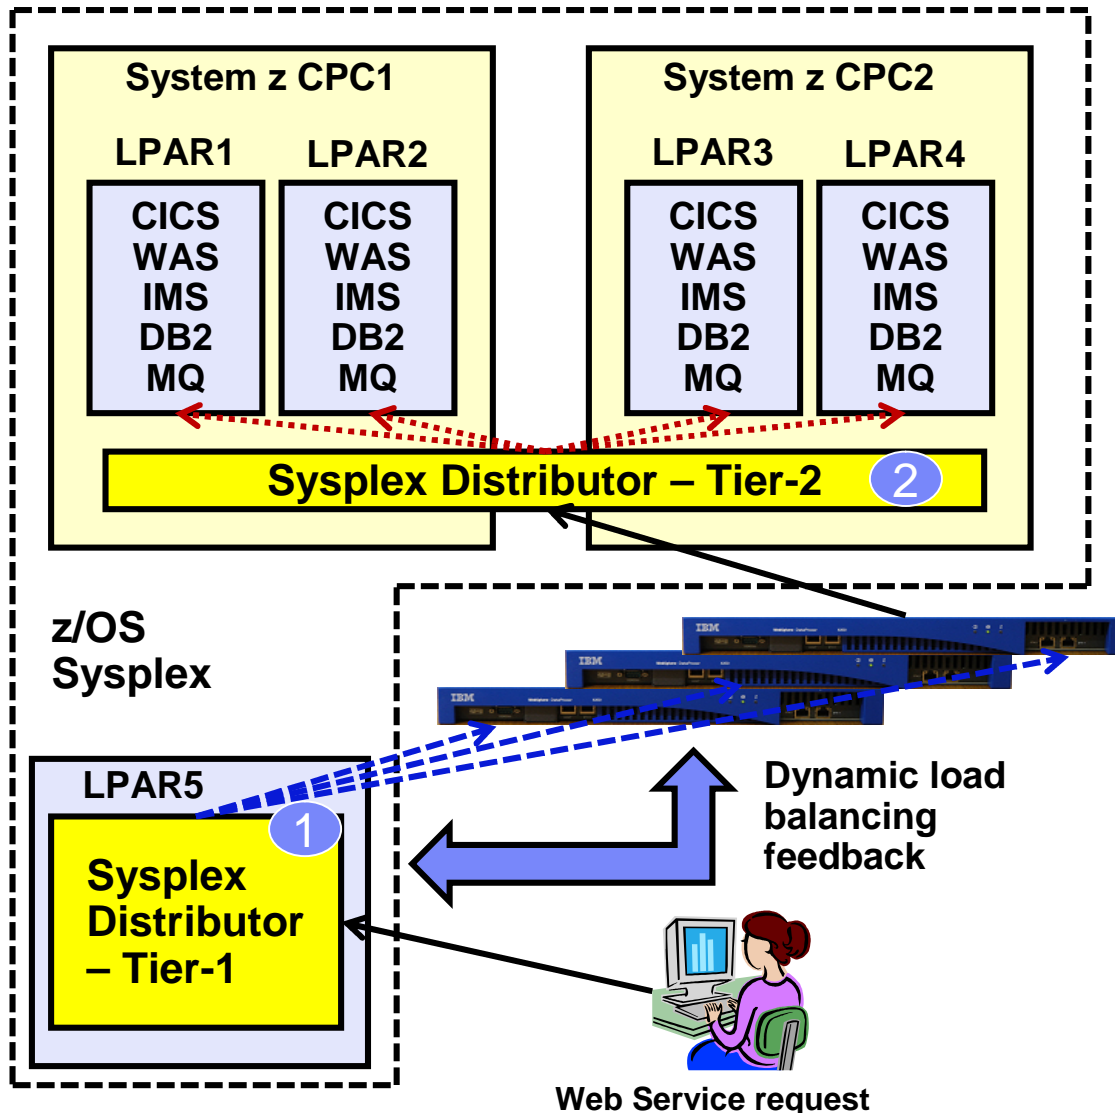 System z CPC1
System z CPC2
LPAR1
LPAR2
LPAR3
LPAR4
CICS
WAS
IMS
DB2
MQ
CICS
WAS
IMS
DB2
MQ
CICS
WAS
IMS
DB2
MQ
CICS
WAS
IMS
DB2
MQ
Sysplex Distributor – Tier-2
2
z/OS
Sysplex
IBM
IBM
IBM
LPAR5
1
Sysplex
Distributor
– Tier-1
Dynamic load
balancing
feedback
Web Service request